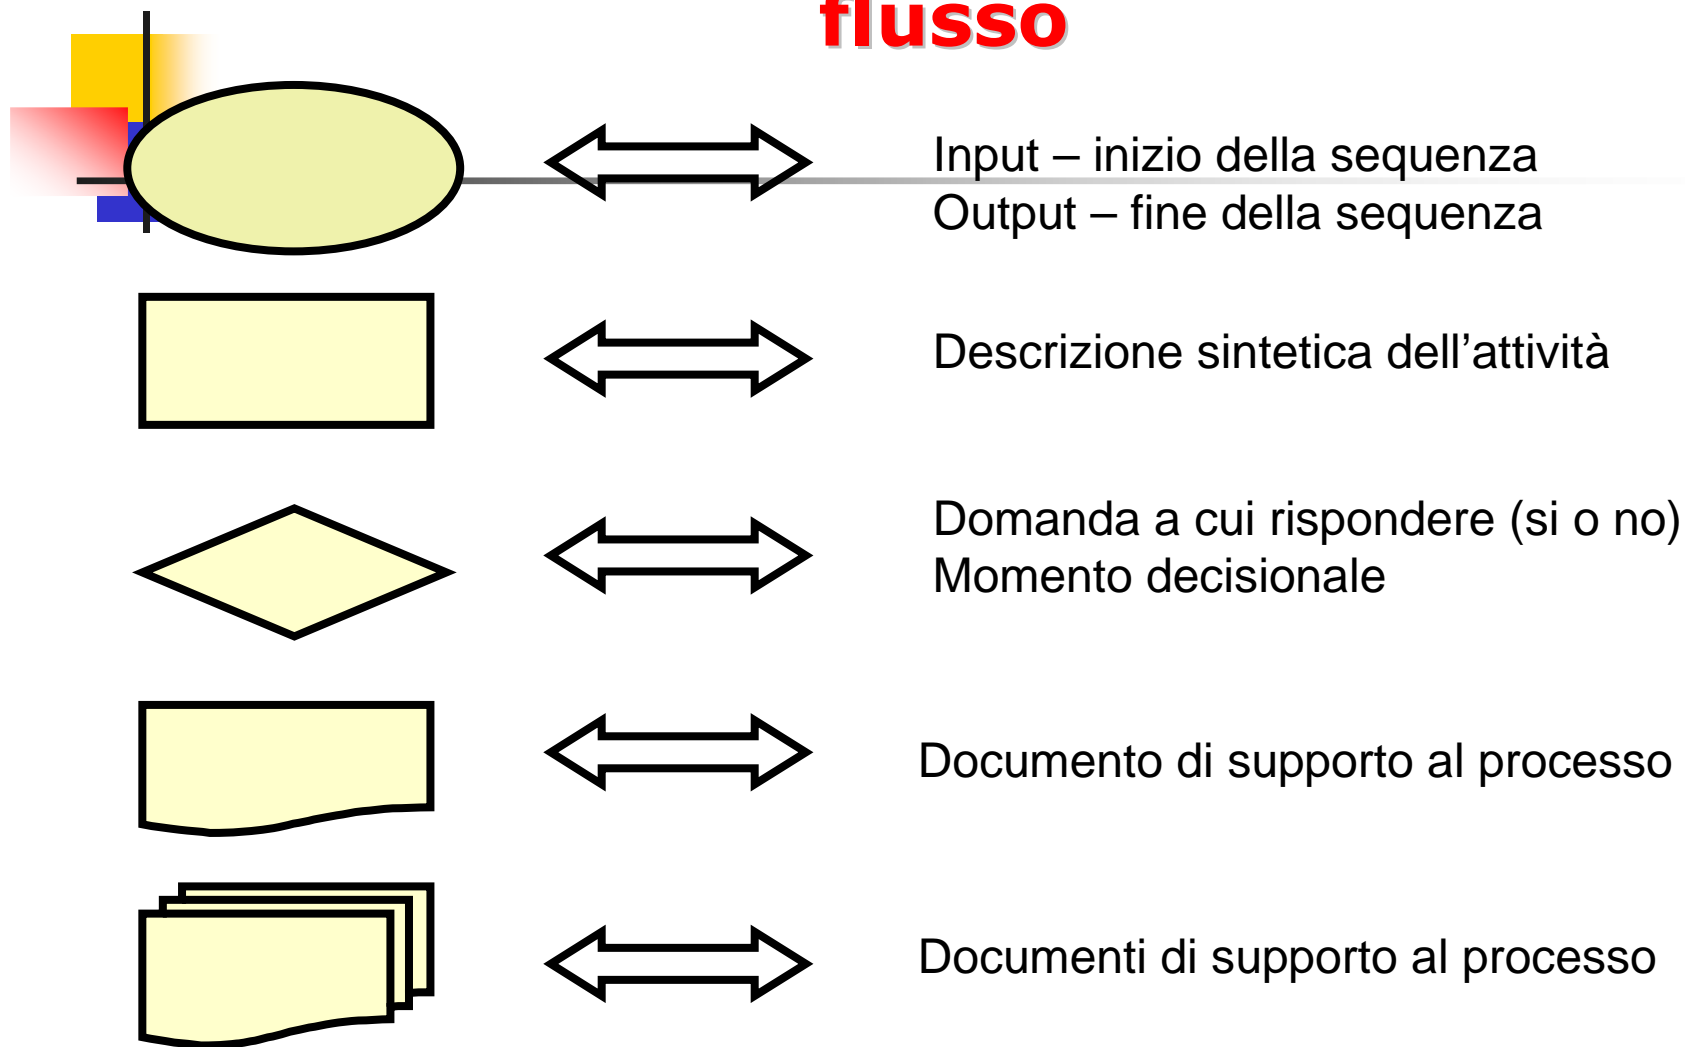 flusso
Input – inizio della sequenza
Output – fine della sequenza
Descrizione sintetica dell’attività
Domanda a cui rispondere (si o no)
Momento decisionale
Documento di supporto al processo
Documenti di supporto al processo